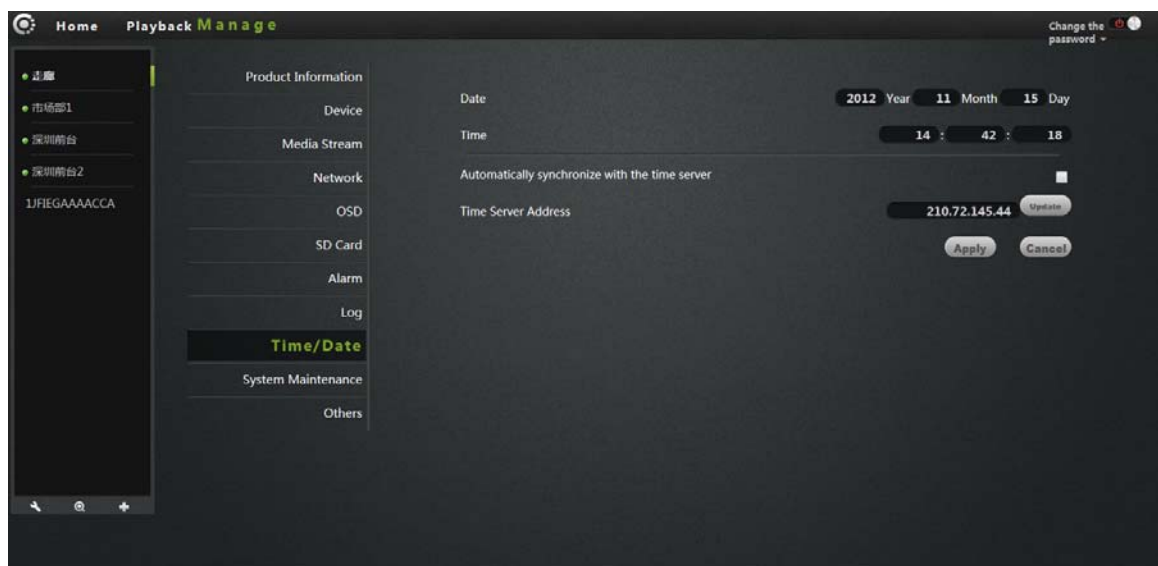 Home Playback Manage
Change the
password
走廊
市场部1
深圳前台
深圳前台2
1JFIEGAAAACCA
Product Information
Device
Media Stream
Network
OSD
SD Card
Alarm
Log
Time/Date
System Maintenance
Others
Date 2012 Year 11 Month 15 Day
Time 14 : 42 : 18
Automatically synchronize with the time server
Time Server Address 210.72.145.44 Update
Apply Cancel